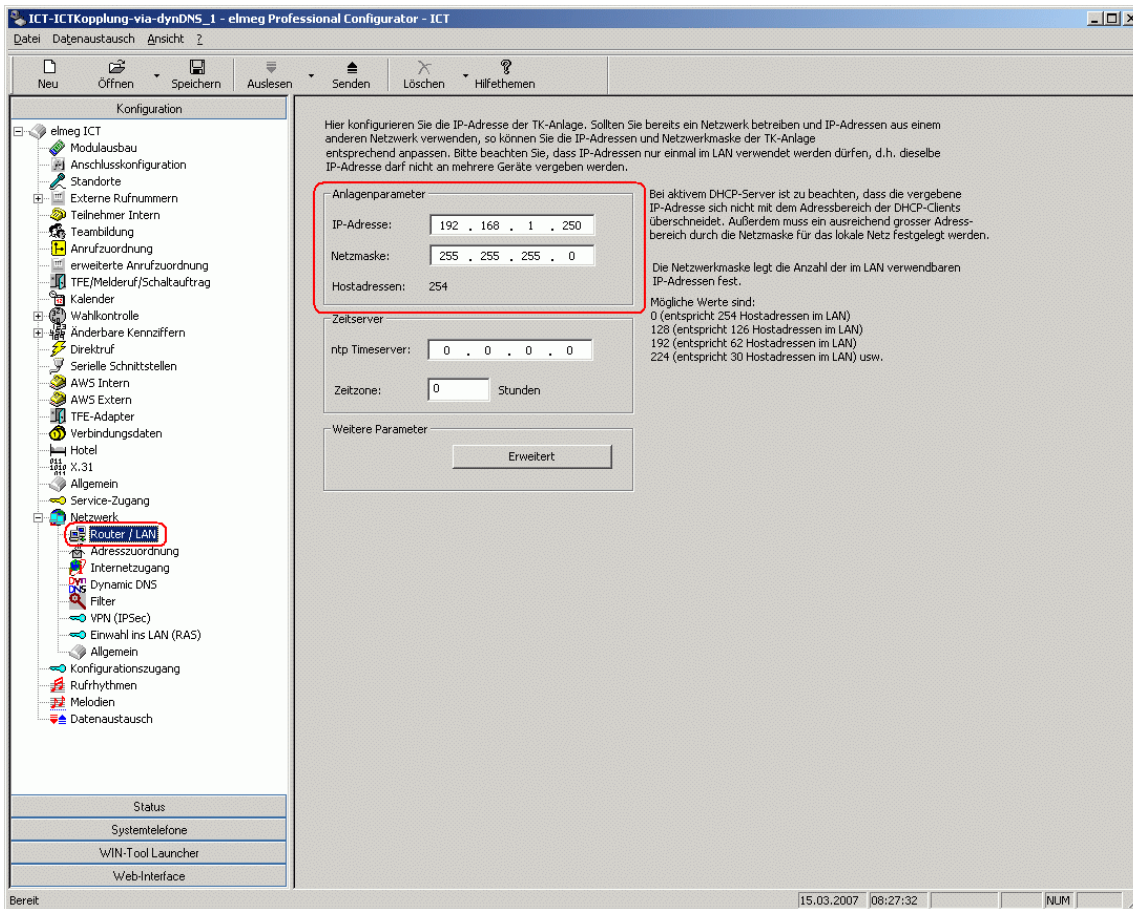 ICT-ICTKopplung-via-dynDNS_1 - elmeg Professional Configurator - ICT
Datei Datenaustausch Ansicht ?
Neu Öffnen Speichern Auslesen Senden Löschen Hilfethemen
Konfiguration
elmeg ICT
Modulausbau
Anschlusskonfiguration
Standorte
Externe Rufnummern
Teilnehmer Intern
Teambildung
Anrufzuordnung
erweiterte Anrufzuordnung
TFE/Melderuf/Schaltauftrag
Kalender
Wahlkontrolle
Änderbare Kennziffern
Direktruf
Serielle Schnittstellen
AWS Intern
AWS Extern
TFE-Adapter
Verbindungsdaten
Hotel
X.31
Allgemein
Service-Zugang
Netzwerk
Router / LAN
Adresszuordnung
Internetzugang
Dynamic DNS
Filter
VPN (IPSec)
Einwahl ins LAN (RAS)
Allgemein
Konfigurationszugang
Rufrhythmen
Melodien
Datenaustausch
Status
Systemtelefone
WIN-Tool Launcher
Web-Interface
Hier konfigurieren Sie die IP-Adresse der TK-Anlage. Sollten Sie bereits ein Netzwerk betreiben und IP-Adressen aus einem
anderen Netzwerk verwenden, so können Sie die IP-Adressen und Netzwerkmaske der TK-Anlage
entsprechend anpassen. Bitte beachten Sie, dass IP-Adressen nur einmal im LAN verwendet werden dürfen, d.h. dieselbe
IP-Adresse darf nicht an mehrere Geräte vergeben werden.
Anlagenparameter
IP-Adresse: 192 . 168 . 1 . 250
Netzmaske: 255 . 255 . 255 . 0
Hostadressen: 254
Zeitserver
ntp Timeserver: 0 . 0 . 0 . 0
Zeitzone: 0 Stunden
Weitere Parameter
Erweitert
Bei aktivem DHCP-Server ist zu beachten, dass die vergebene
IP-Adresse sich nicht mit dem Adressbereich der DHCP-Clients
überschneidet. Außerdem muss ein ausreichend grosser Adress-
bereich durch die Netzmaske für das lokale Netz festgelegt werden.
Die Netzwerkmaske legt die Anzahl der im LAN verwendbaren
IP-Adressen fest.
Mögliche Werte sind:
0 (entspricht 254 Hostadressen im LAN)
128 (entspricht 126 Hostadressen im LAN)
192 (entspricht 62 Hostadressen im LAN)
224 (entspricht 30 Hostadressen im LAN) usw.
Bereit 15.03.2007 08:27:32 NUM